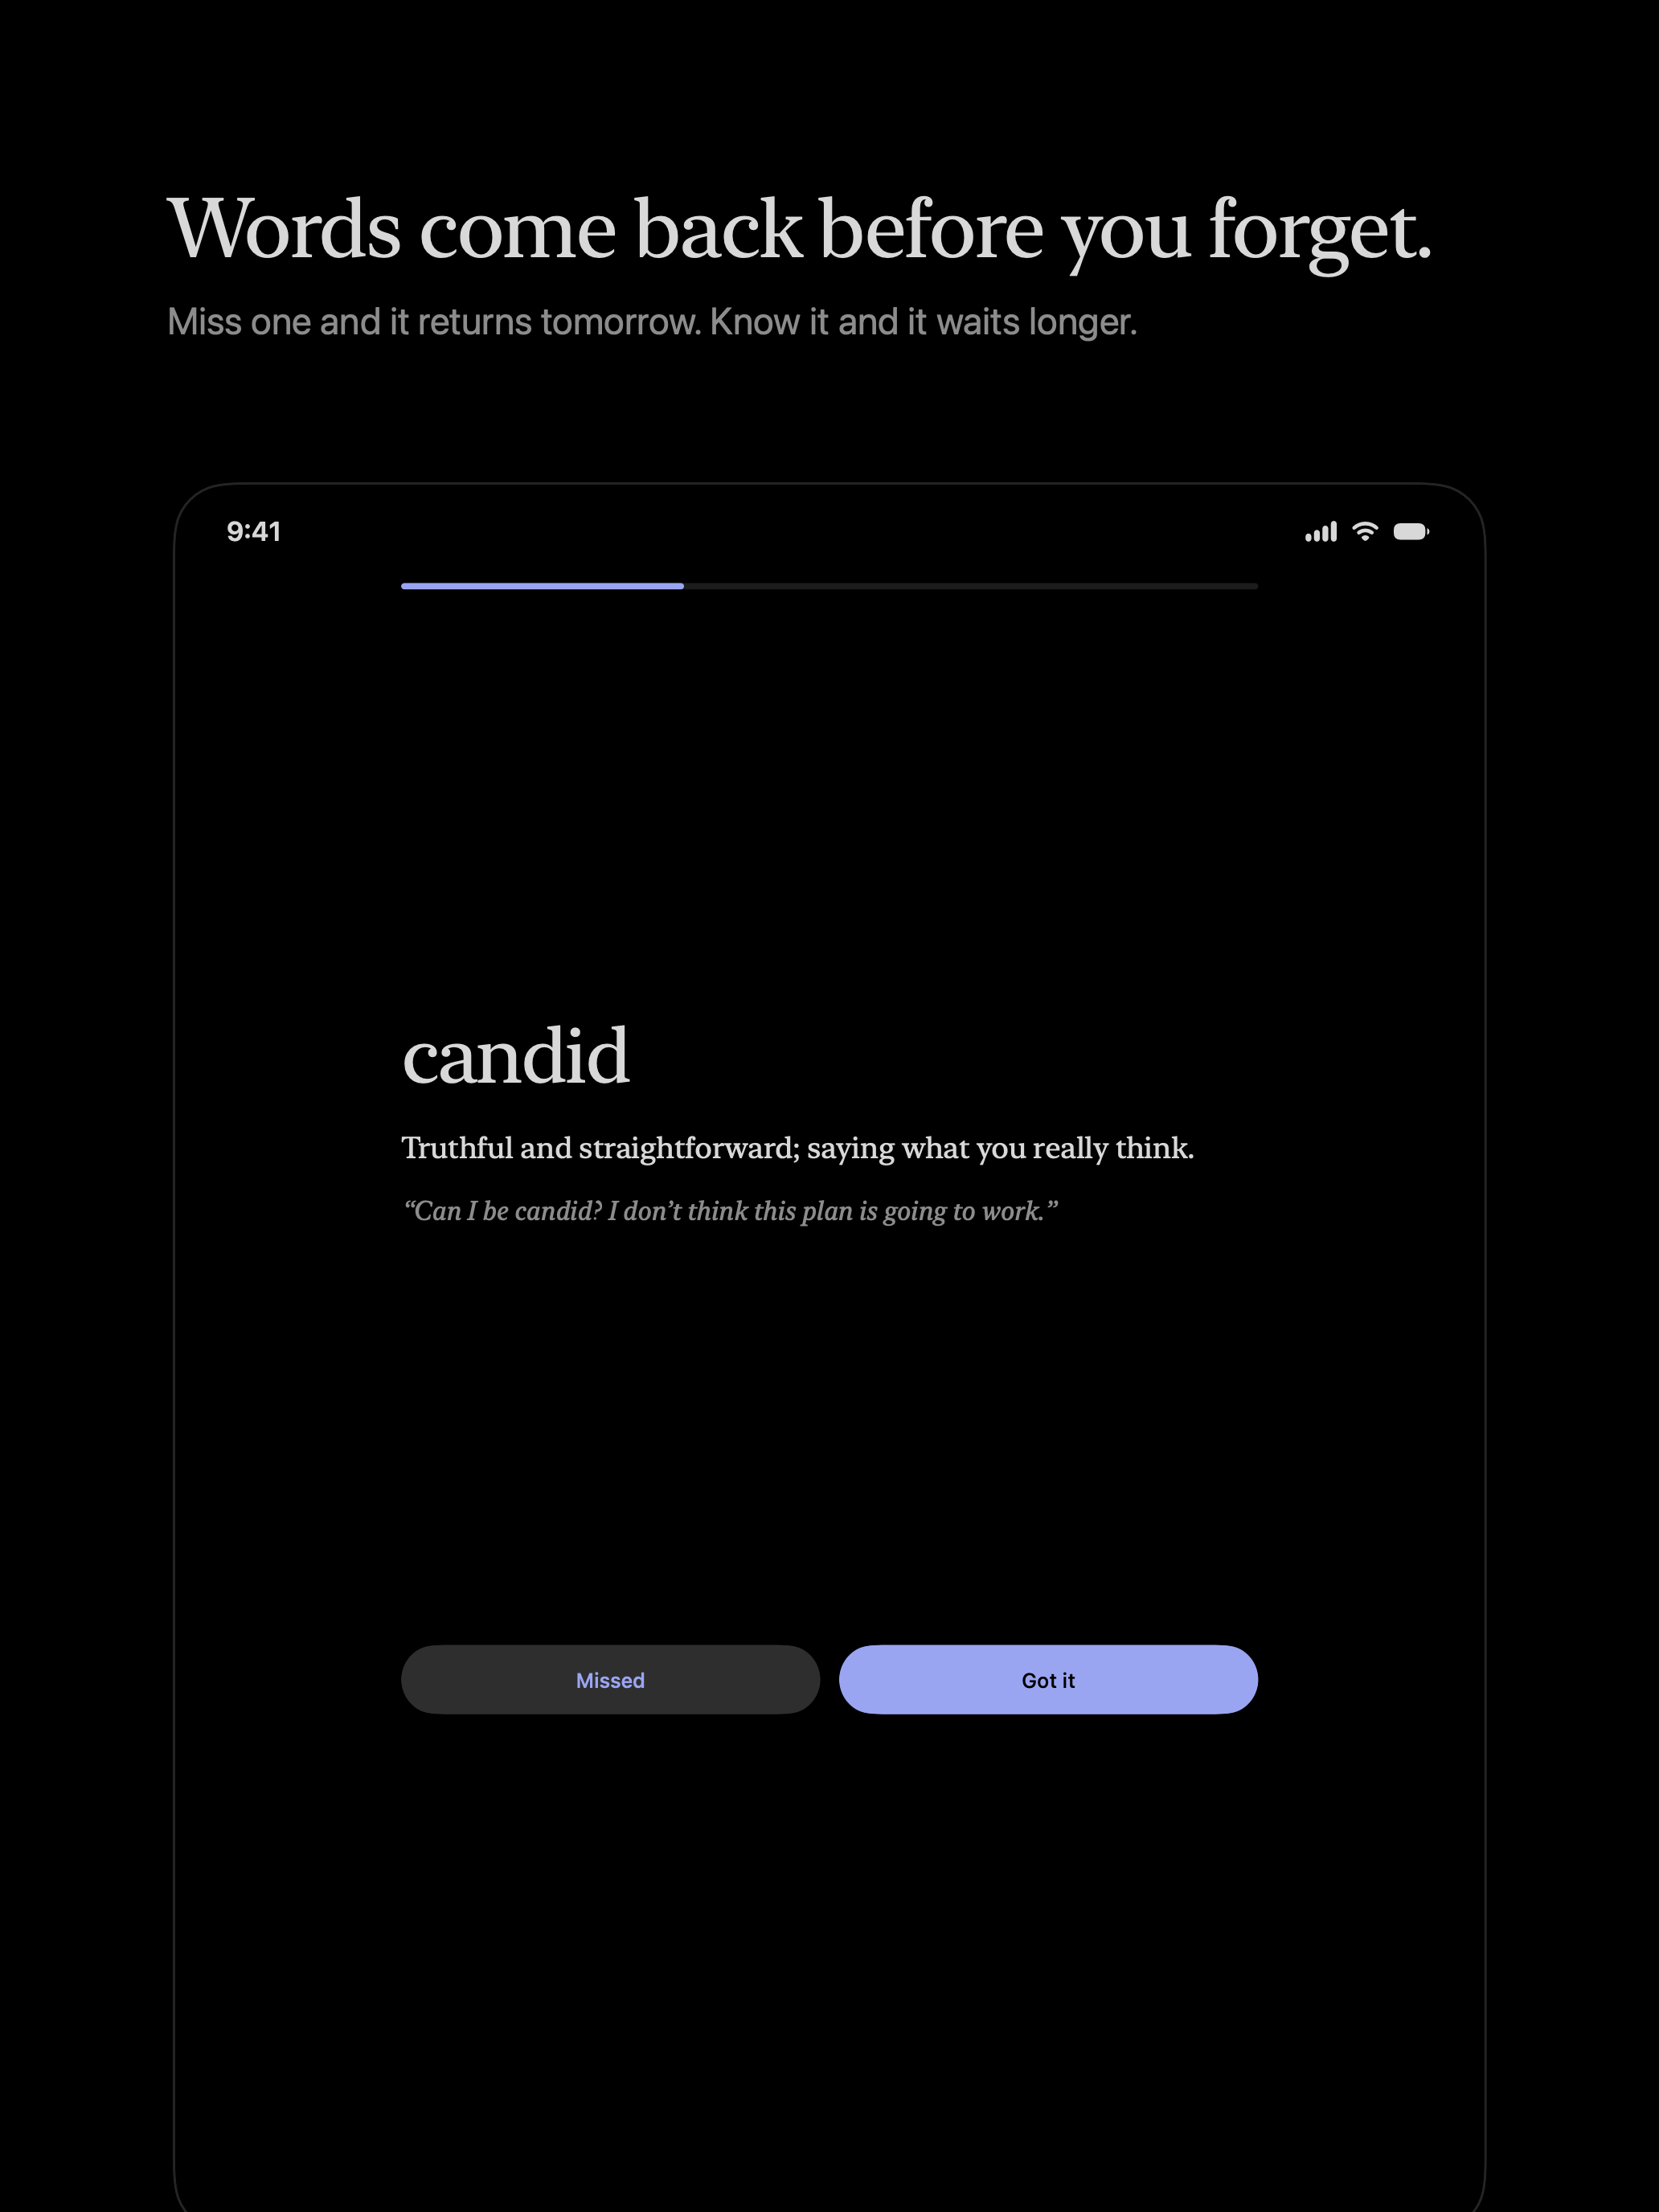 Words come back before you forget.
Miss one and it returns tomorrow. Know it and it waits longer.
9:41
candid
Truthful and straightforward; saying what you really think.
“Can I be candid? I don’t think this plan is going to work.”
Missed
Got it